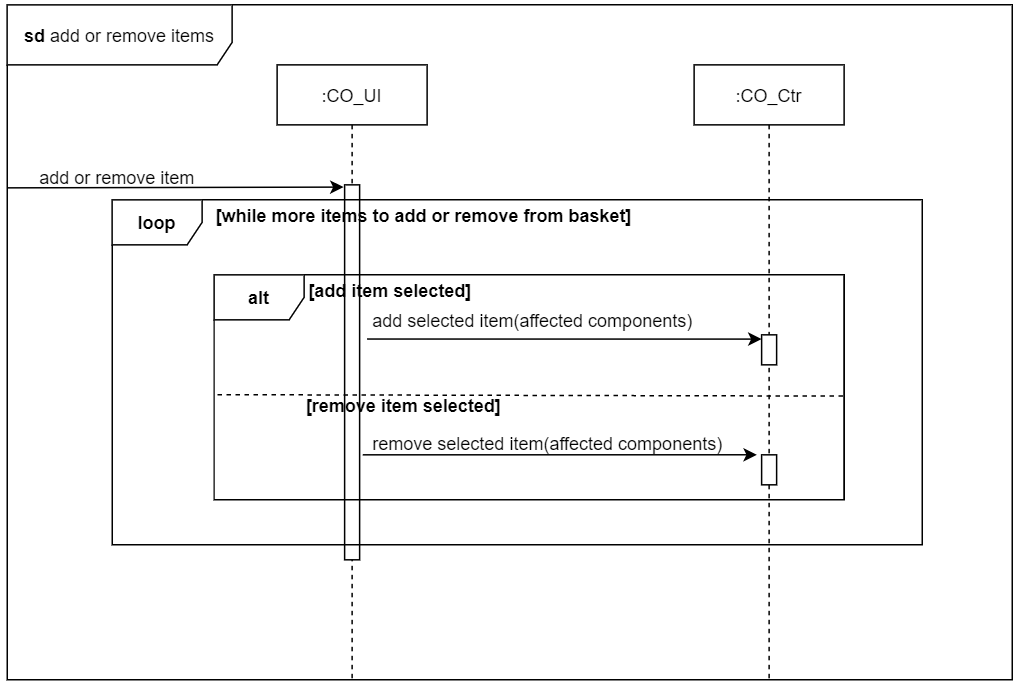 sd add or remove items
:CO_UI
:CO_Ctr
add or remove item
loop
[while more items to add or remove from basket]
alt
[add item selected]
add selected item(affected components)
[remove item selected]
remove selected item(affected components)